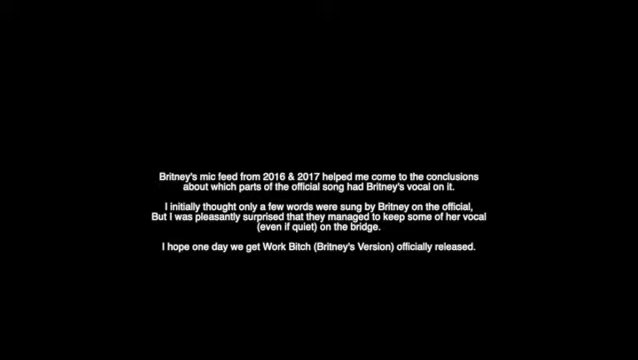 Britney's mic feed from 2016 & 2017 helped me come to the conclusions
about which parts of the official song had Britney's vocal on it.
I initially thought only a few words were sung by Britney on the official,
But I was pleasantly surprised that they managed to keep some of her vocal
(even if quiet) on the bridge.
I hope one day we get Work Bitch (Britney's Version) officially released.